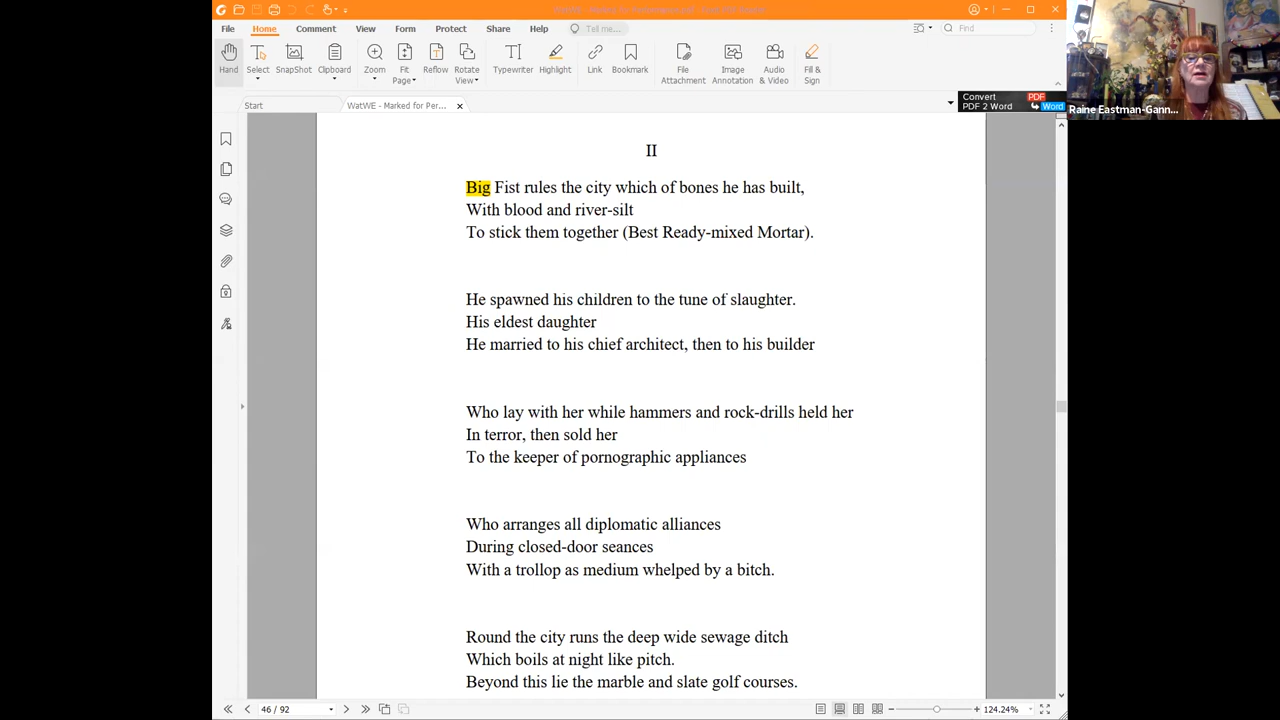 File Home Comment View Form Protect Share Help Tell me... Find
Hand Select SnapShot Clipboard Zoom Fit Page Reflow Rotate View Typewriter Highlight Link Bookmark File Attachment Image Annotation Audio & Video Fill & Sign
Start WatWE - Marked for Per... Convert PDF 2 Word PDF Word
Raine Eastman-Gann...
II
Big Fist rules the city which of bones he has built,
With blood and river-silt
To stick them together (Best Ready-mixed Mortar).
He spawned his children to the tune of slaughter.
His eldest daughter
He married to his chief architect, then to his builder
Who lay with her while hammers and rock-drills held her
In terror, then sold her
To the keeper of pornographic appliances
Who arranges all diplomatic alliances
During closed-door seances
With a trollop as medium whelped by a bitch.
Round the city runs the deep wide sewage ditch
Which boils at night like pitch.
Beyond this lie the marble and slate golf courses.
46 / 92 124.24%